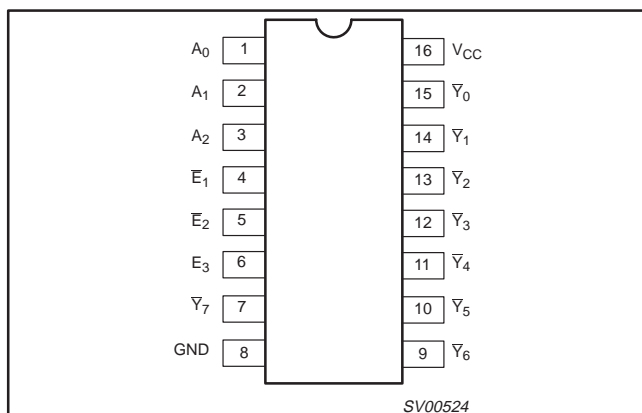 A0 1 16 VCC
A1 2 15 Y̅0
A2 3 14 Y̅1
E̅1 4 13 Y̅2
E̅2 5 12 Y̅3
E3 6 11 Y̅4
Y̅7 7 10 Y̅5
GND 8 9 Y̅6
SV00524